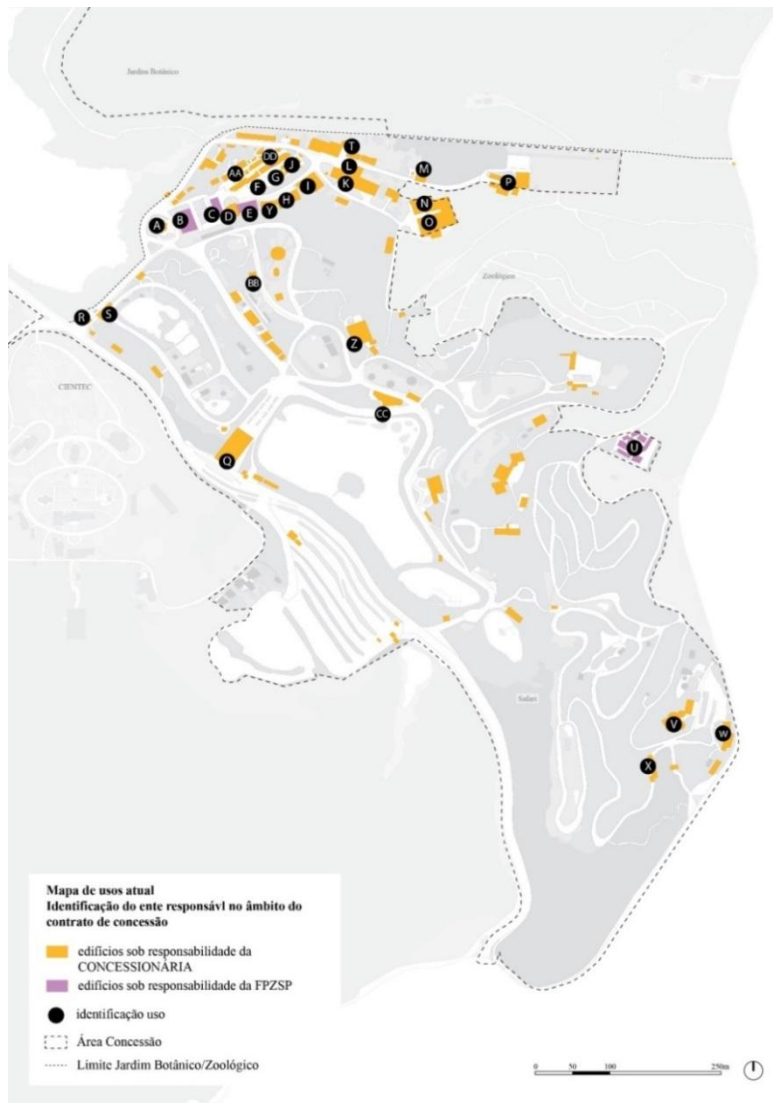 Jardim Botânico
T
DD
J
L
M
AA
G
K
P
F
I
N
A
B
C
D
E
Y
H
O
Zoológico
BB
R
S
Z
CIENTEC
CC
Q
U
Safari
V
W
X
Mapa de usos atual
Identificação do ente responsávl no âmbito do
contrato de concessão
edifícios sob responsabilidade da
CONCESSIONÁRIA
edifícios sob responsabilidade da FPZSP
identificação uso
Área Concessão
Limite Jardim Botânico/Zoológico
0 50 100 250m